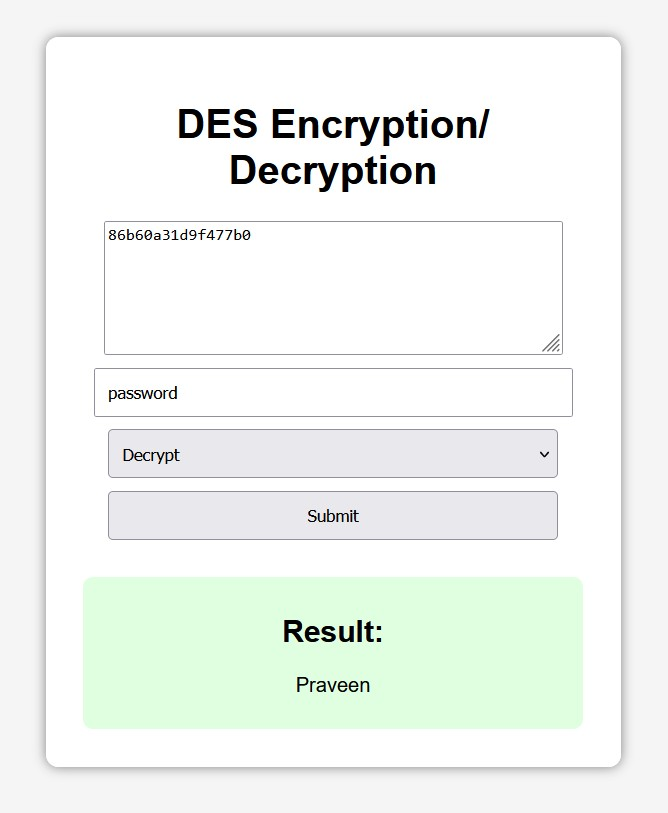 DES Encryption/
Decryption
86b60a31d9f477b0
password
Decrypt
Submit
Result:
Praveen